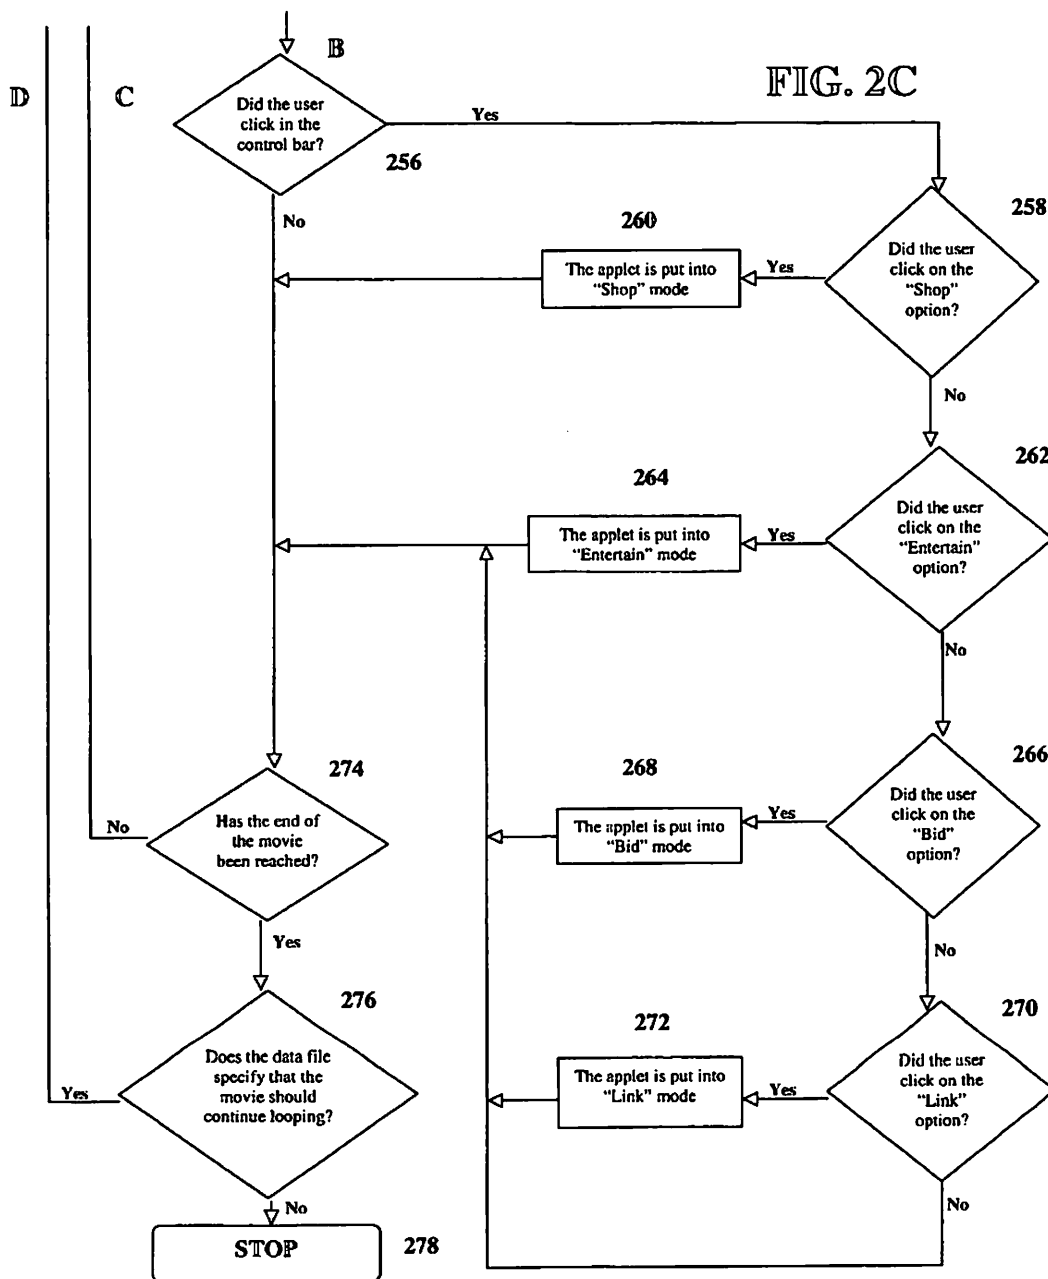 B
D
C
FIG. 2C
Did the user
click in the
control bar?
Yes
256
No
258
260
Did the user
click on the
"Shop"
option?
Yes
The applet is put into
"Shop" mode
No
262
264
Did the user
click on the
"Entertain"
option?
Yes
The applet is put into
"Entertain" mode
No
266
268
274
Did the user
click on the
"Bid"
option?
Yes
The applet is put into
"Bid" mode
No
Has the end of
the movie
been reached?
Yes
No
276
272
270
Did the user
click on the
"Link"
option?
Yes
The applet is put into
"Link" mode
Does the data file
specify that the
movie should
continue looping?
Yes
No
No
STOP
278